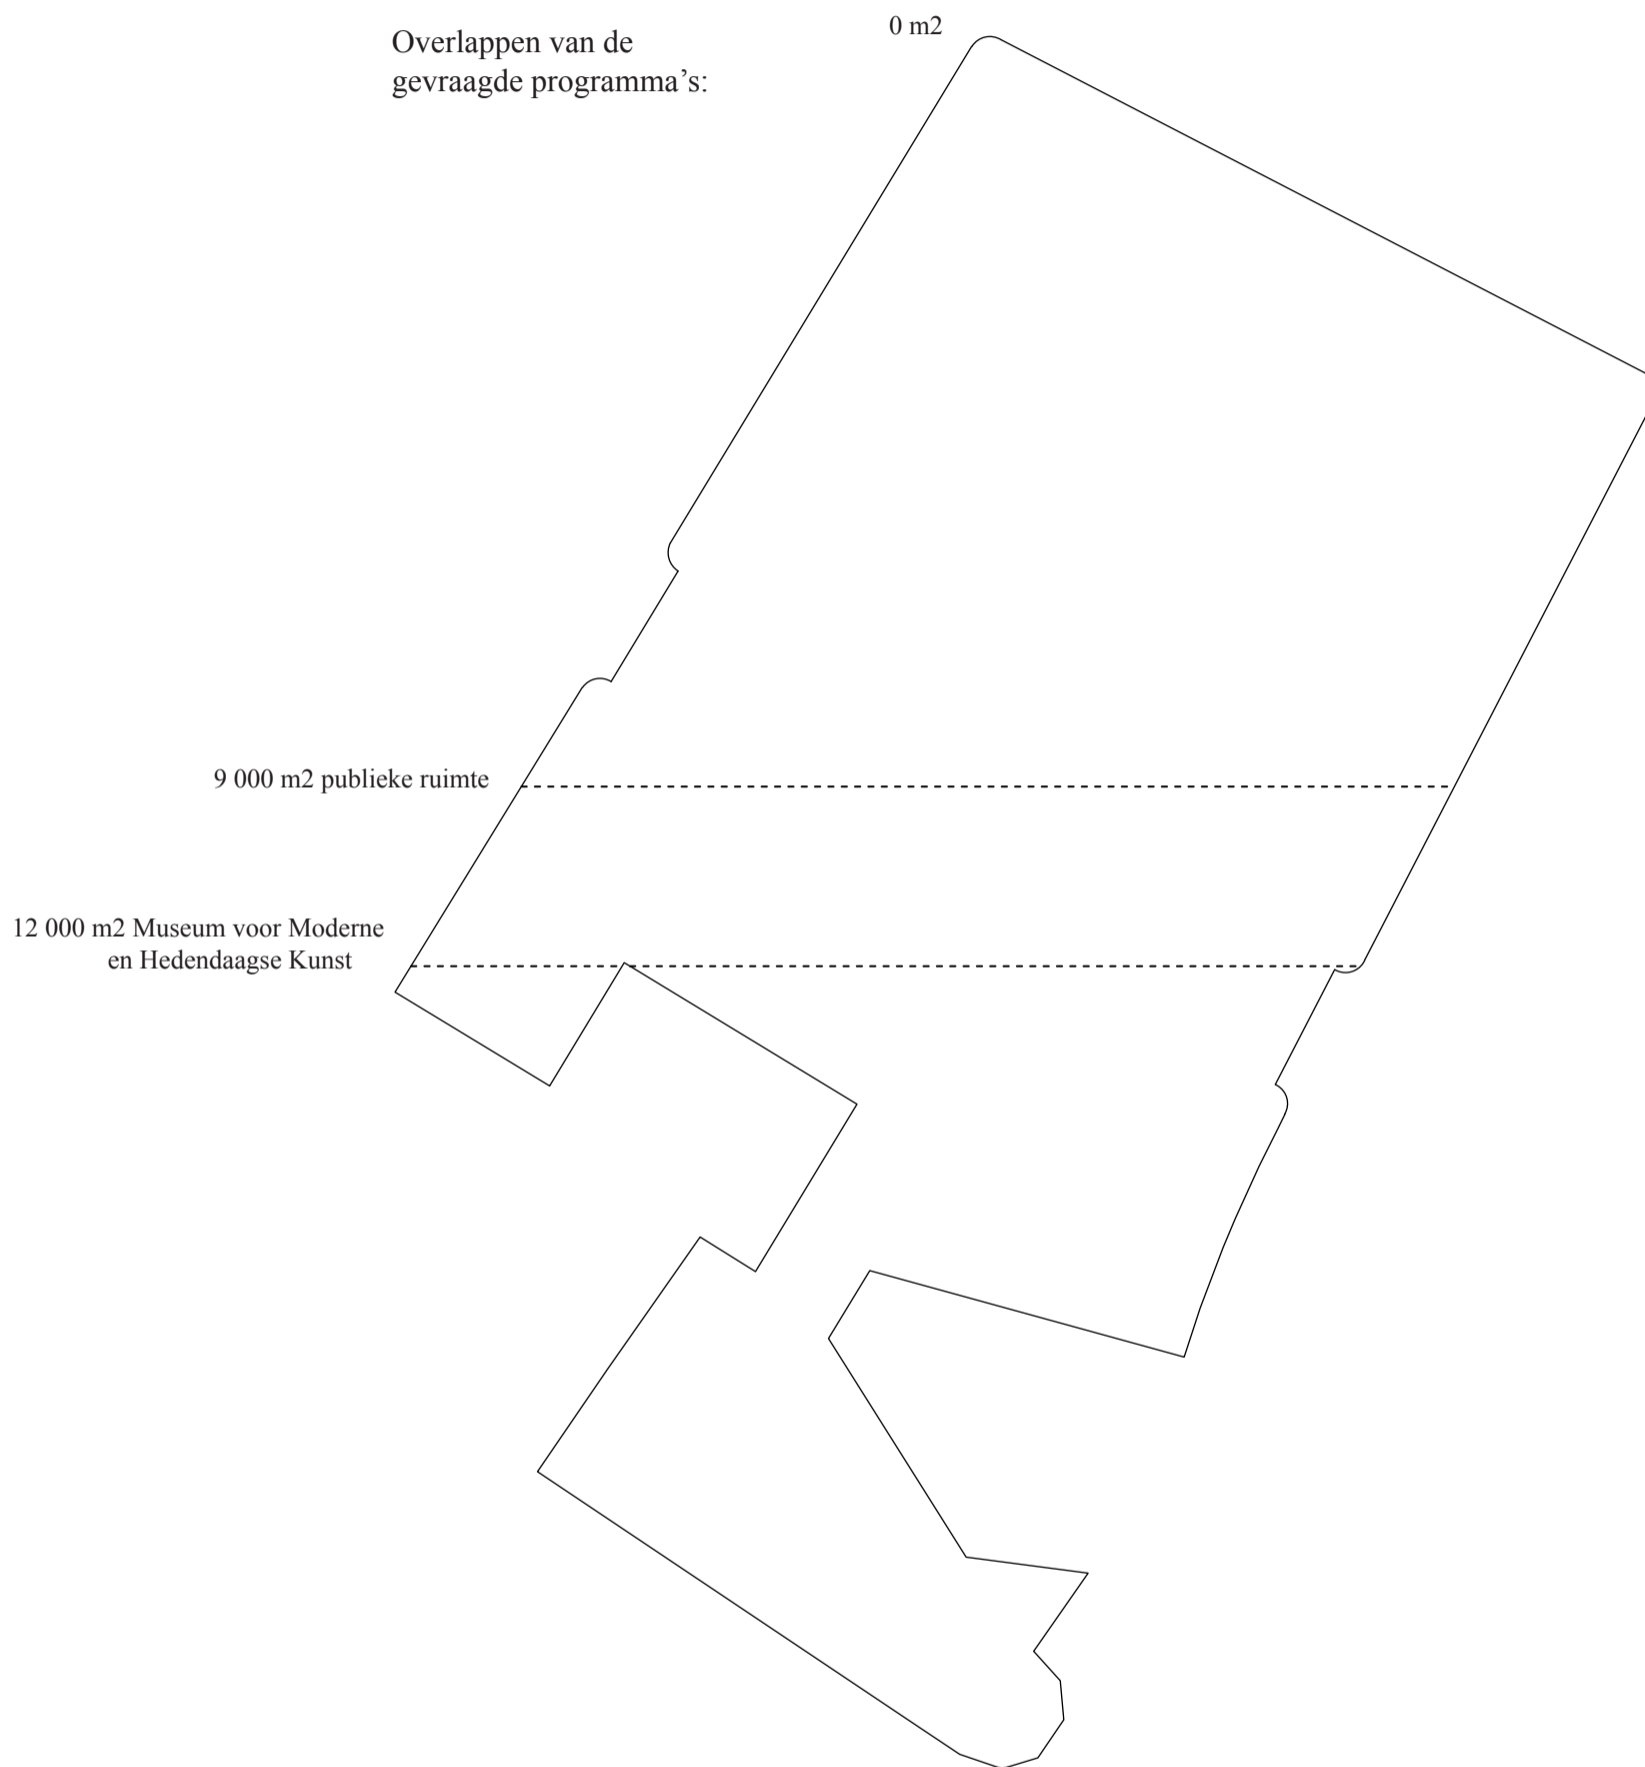 0 m2
Overlappen van de
gevraagde programma’s:
9 000 m2 publieke ruimte
12 000 m2 Museum voor Moderne
en Hedendaagse Kunst